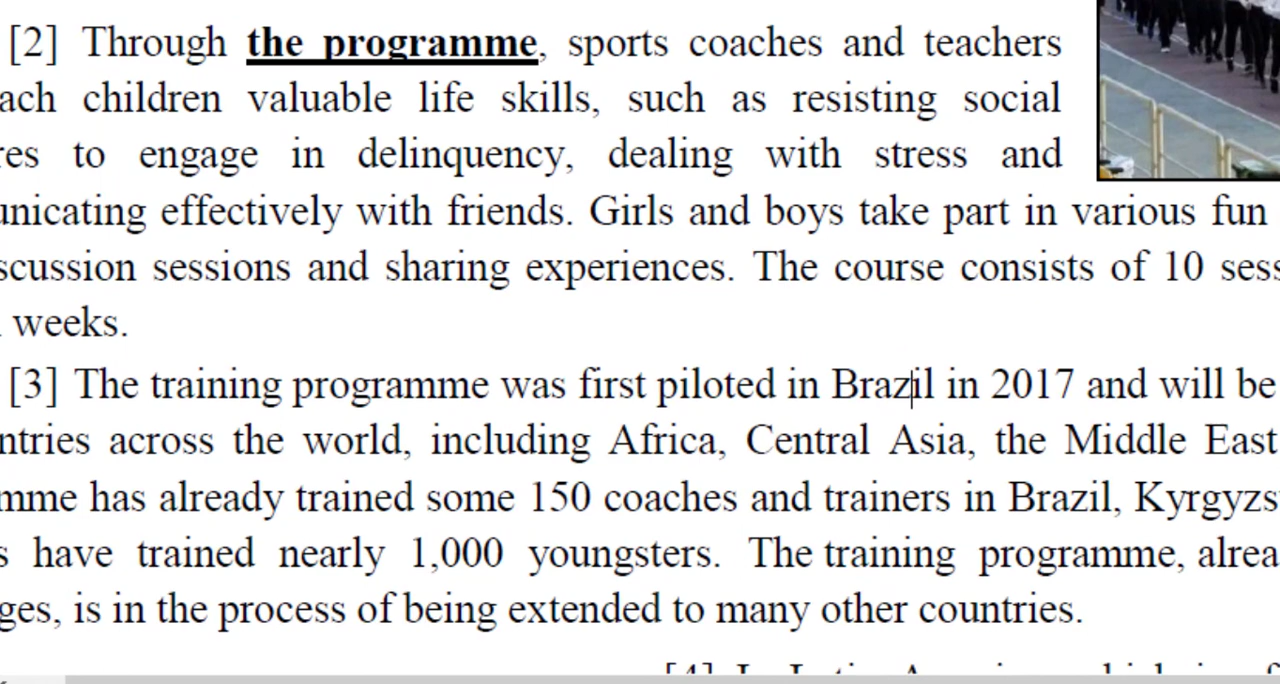 [2] Through the programme, sports coaches and teachers
ach children valuable life skills, such as resisting social
res to engage in delinquency, dealing with stress and
unicating effectively with friends. Girls and boys take part in various fun
scussion sessions and sharing experiences. The course consists of 10 sess
weeks.
[3] The training programme was first piloted in Brazil in 2017 and will be
ntries across the world, including Africa, Central Asia, the Middle East
mme has already trained some 150 coaches and trainers in Brazil, Kyrgyzs
s have trained nearly 1,000 youngsters. The training programme, alrea
ges, is in the process of being extended to many other countries.